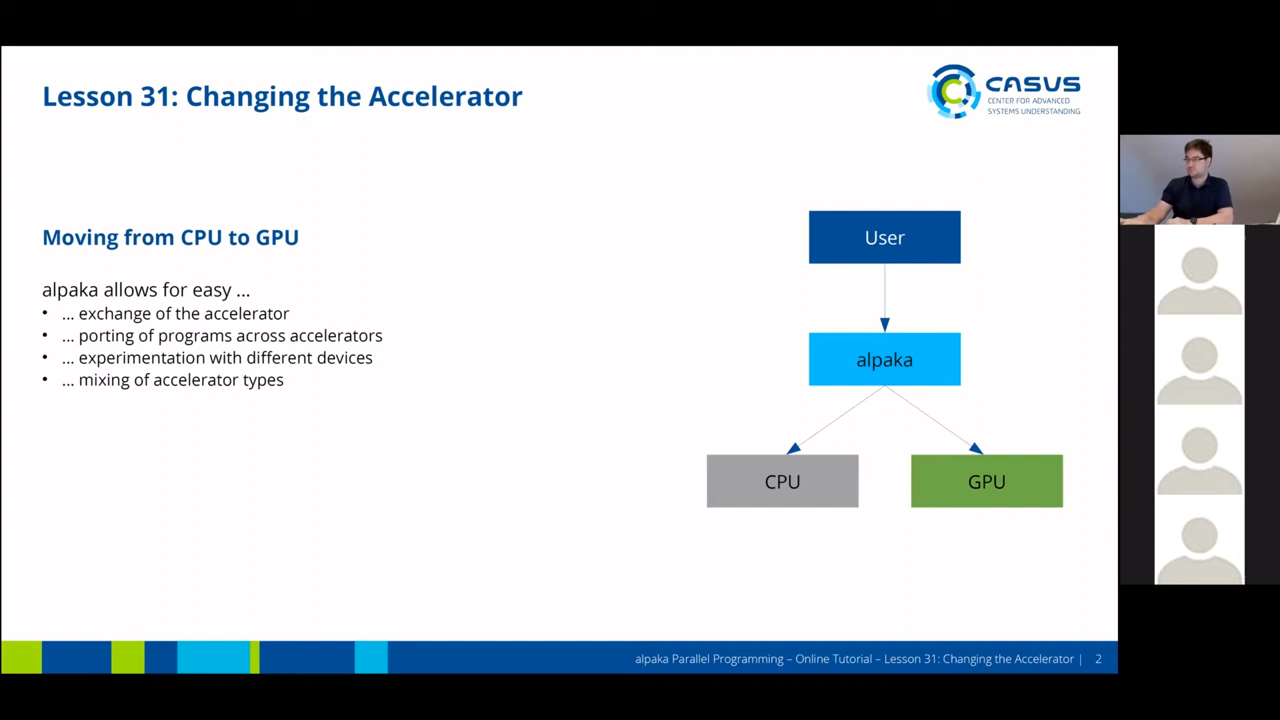 Lesson 31: Changing the Accelerator
CASUS
CENTER FOR ADVANCED
SYSTEMS UNDERSTANDING
Moving from CPU to GPU
alpaka allows for easy ...
• ... exchange of the accelerator
• ... porting of programs across accelerators
• ... experimentation with different devices
• ... mixing of accelerator types
User
alpaka
CPU
GPU
alpaka Parallel Programming – Online Tutorial – Lesson 31: Changing the Accelerator | 2